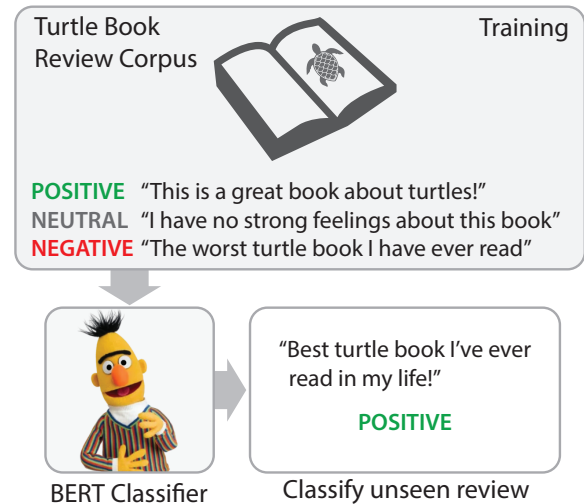 Turtle Book
Review Corpus
Training
POSITIVE “This is a great book about turtles!”
NEUTRAL “I have no strong feelings about this book”
NEGATIVE “The worst turtle book I have ever read”
“Best turtle book I’ve ever
read in my life!”
POSITIVE
BERT Classifier
Classify unseen review